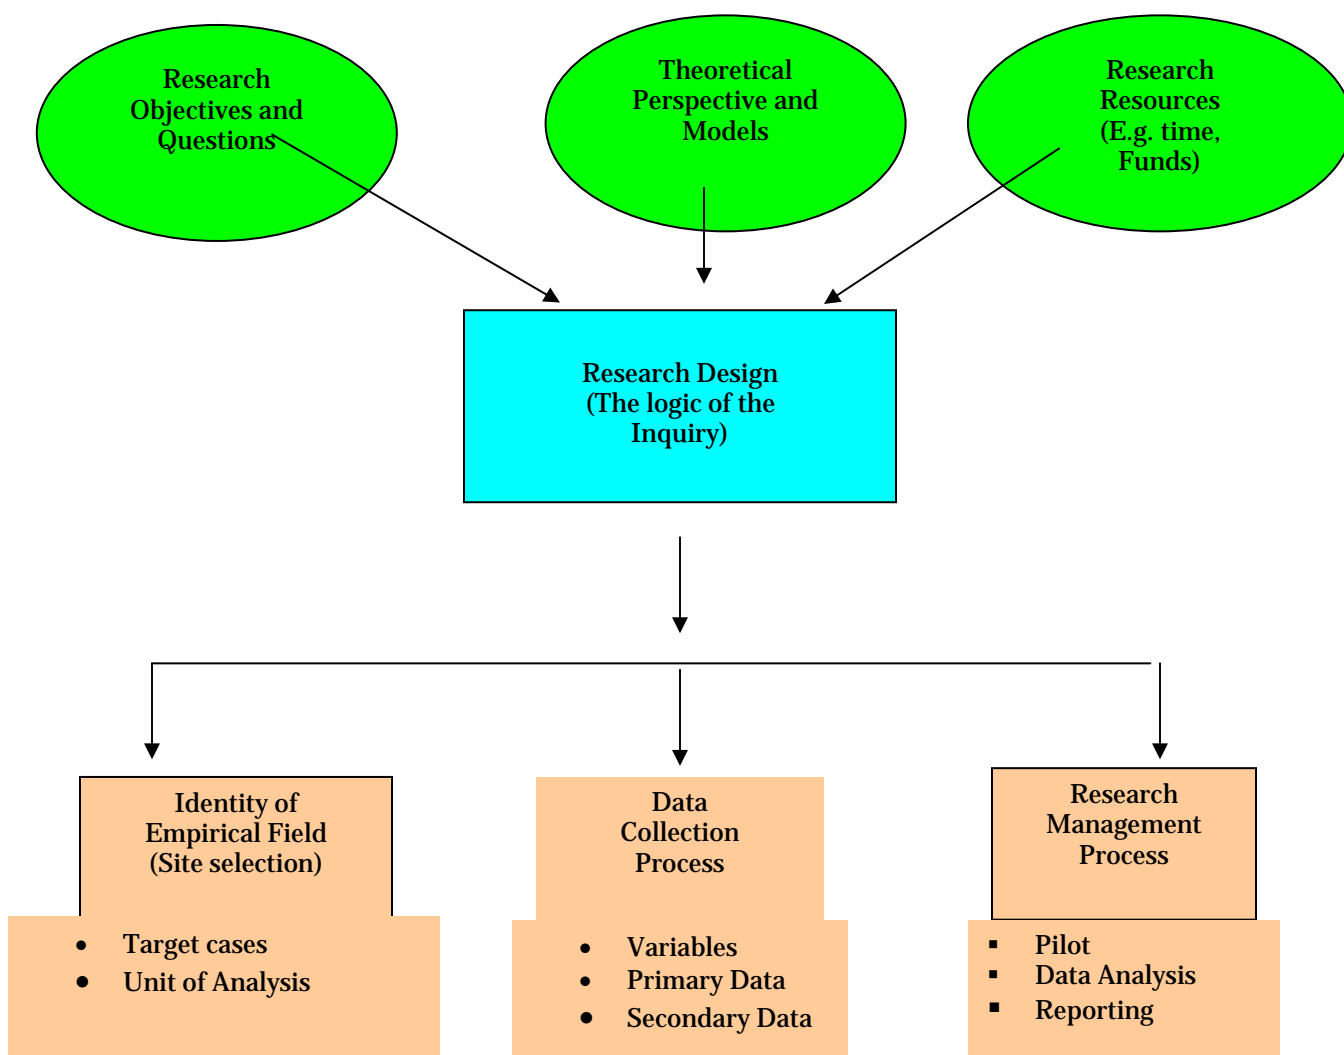 Research
Objectives and
Questions
Theoretical
Perspective and
Models
Research
Resources
(E.g. time,
Funds)
Research Design
(The logic of the
Inquiry)
Identity of
Empirical Field
(Site selection)
• Target cases
• Unit of Analysis
Data
Collection
Process
• Variables
• Primary Data
• Secondary Data
Research
Management
Process
▪ Pilot
▪ Data Analysis
▪ Reporting